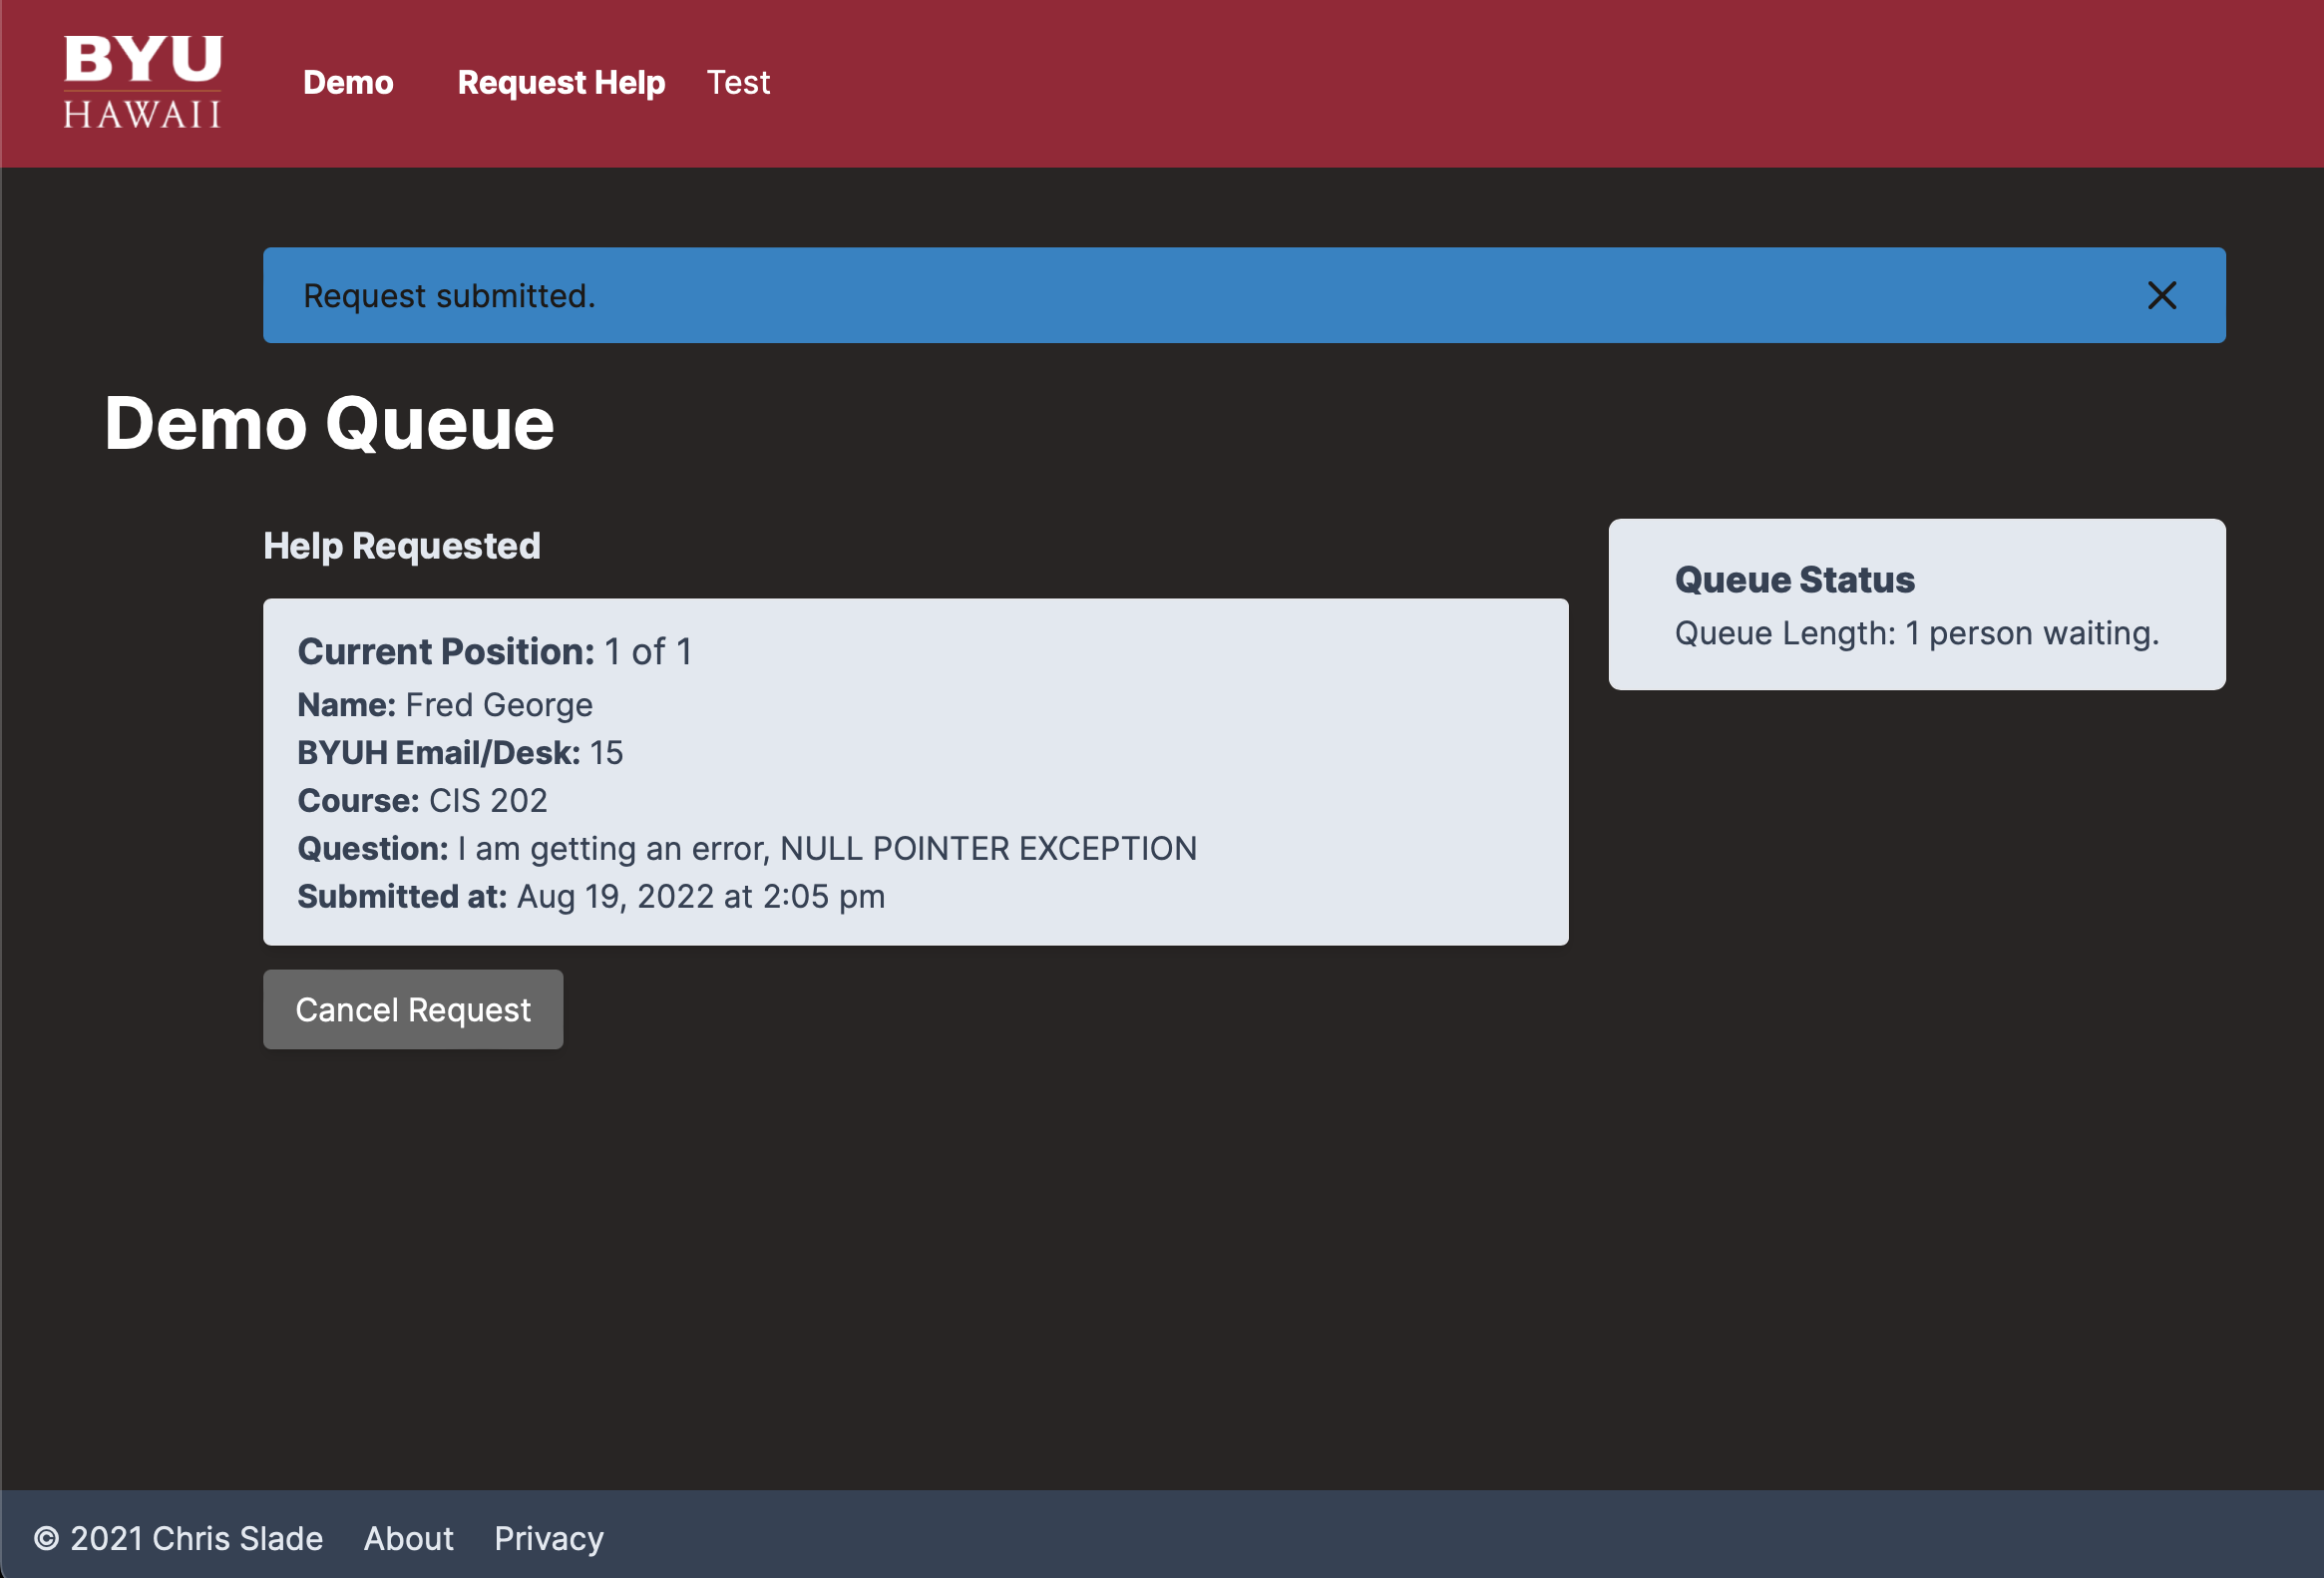 BYU
HAWAII
Demo Request Help Test
Request submitted.
Demo Queue
Help Requested
Current Position: 1 of 1
Name: Fred George
BYUH Email/Desk: 15
Course: CIS 202
Question: I am getting an error, NULL POINTER EXCEPTION
Submitted at: Aug 19, 2022 at 2:05 pm
Cancel Request
Queue Status
Queue Length: 1 person waiting.
© 2021 Chris Slade About Privacy